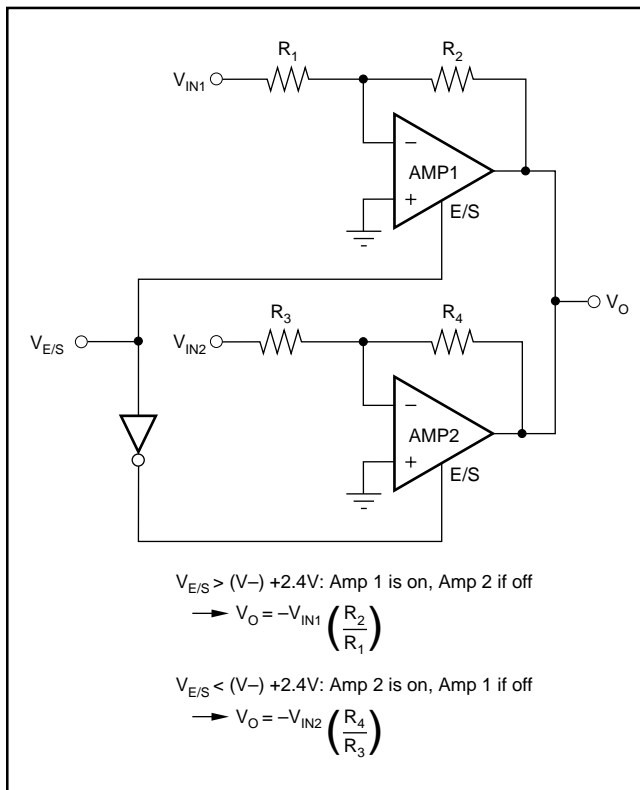 R1
R2
VIN1
−
AMP1
+
E/S
VO
R3
R4
VE/S
VIN2
−
AMP2
+
E/S
VE/S > (V–) +2.4V: Amp 1 is on, Amp 2 if off
→ VO = –VIN1 (R2/R1)
VE/S < (V–) +2.4V: Amp 2 is on, Amp 1 if off
→ VO = –VIN2 (R4/R3)